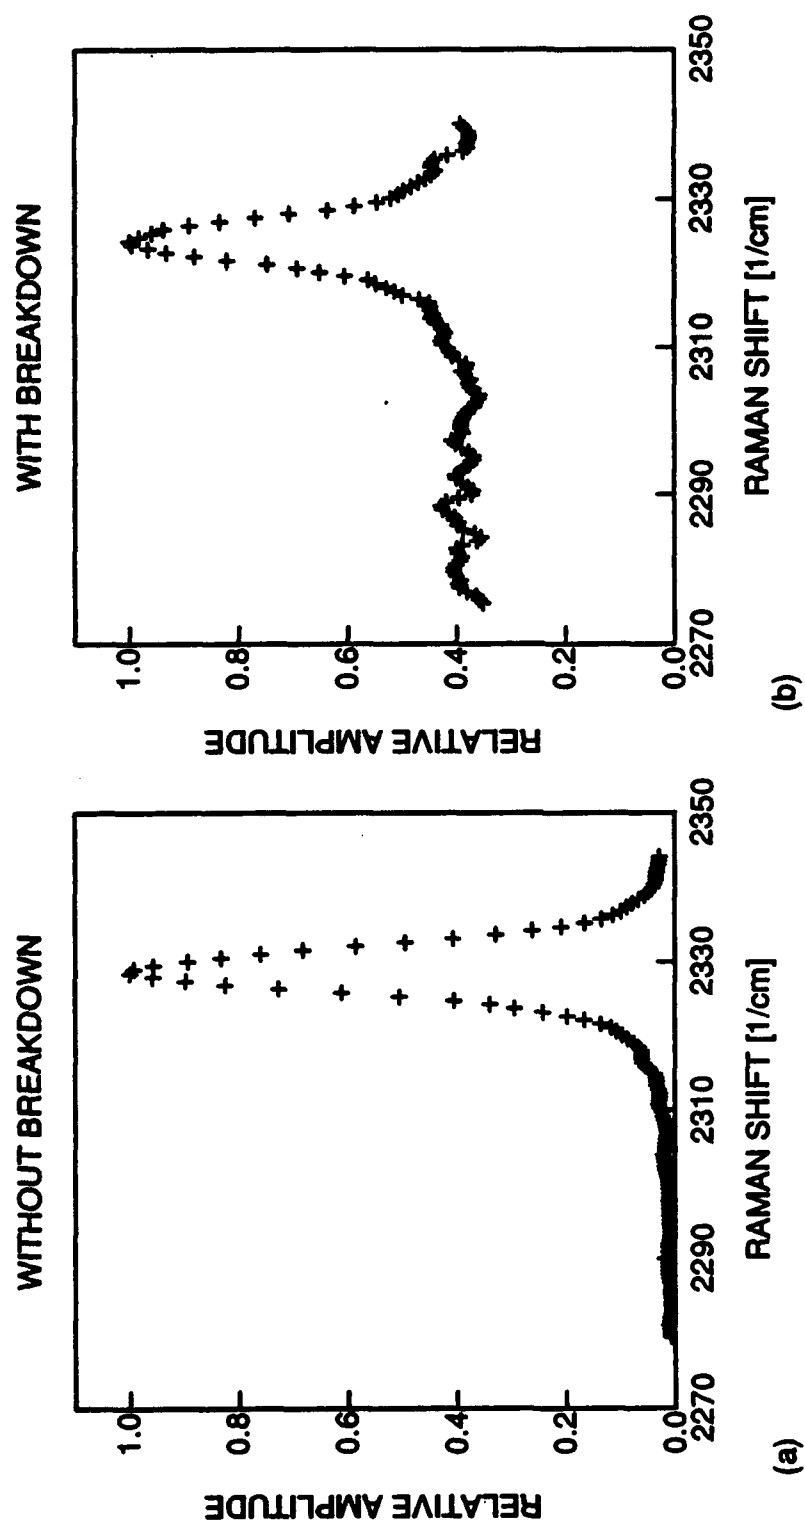 WITHOUT BREAKDOWN
RELATIVE AMPLITUDE
1.0
0.8
0.6
0.4
0.2
0.0
2270
2290
2310
2330
2350
RAMAN SHIFT [1/cm]
(a)
WITH BREAKDOWN
RELATIVE AMPLITUDE
1.0
0.8
0.6
0.4
0.2
0.0
2270
2290
2310
2330
2350
RAMAN SHIFT [1/cm]
(b)